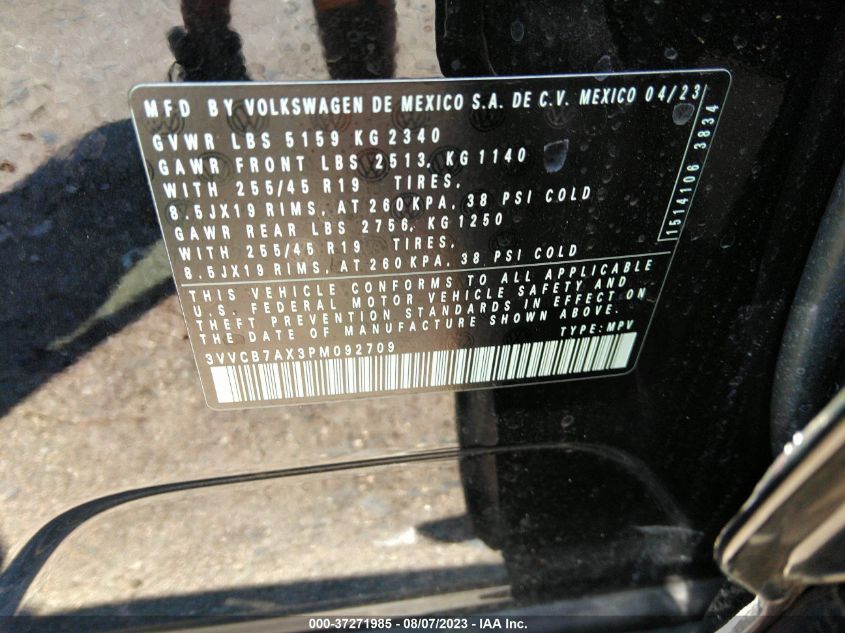 MFD BY VOLKSWAGEN DE MEXICO S.A. DE C.V. MEXICO 04/23
GVWR LBS 5159 KG 2340
GAWR FRONT LBS 2513, KG 1140
WITH 255/45 R19 TIRES,
8.5JX19 RIMS, AT 260 KPA, 38 PSI COLD
GAWR REAR LBS 2756, KG 1250
WITH 255/45 R19 TIRES,
8.5JX19 RIMS, AT 260 KPA, 38 PSI COLD
1514106 3834
THIS VEHICLE CONFORMS TO ALL APPLICABLE
U.S. FEDERAL MOTOR VEHICLE SAFETY AND
THEFT PREVENTION STANDARDS IN EFFECT ON
THE DATE OF MANUFACTURE SHOWN ABOVE.
3VVCB7AX3PM092709 TYPE: MPV
000-37271985 - 08/07/2023 - IAA Inc.